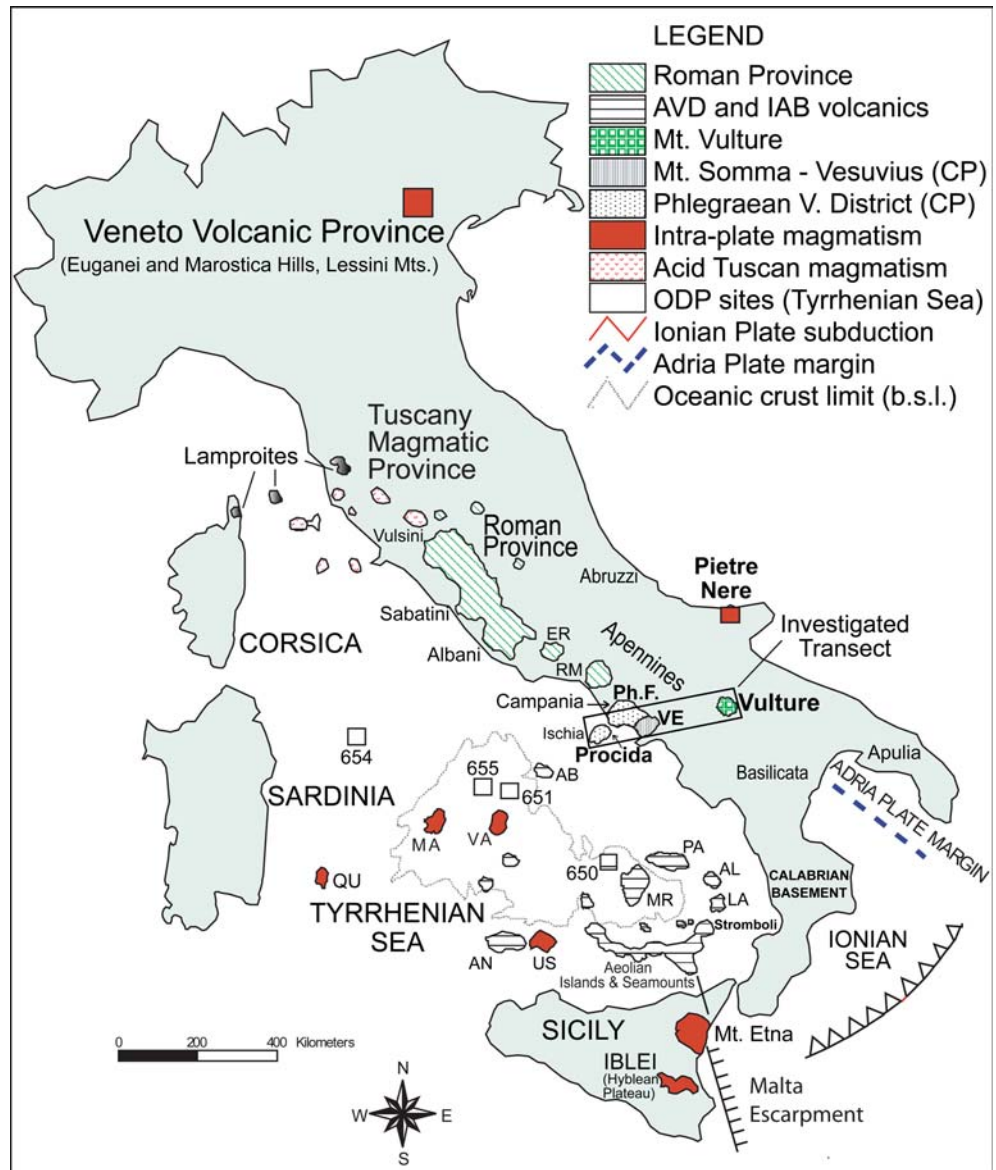 LEGEND
Roman Province
AVD and IAB volcanics
Mt. Vulture
Mt. Somma - Vesuvius (CP)
Phlegraean V. District (CP)
Intra-plate magmatism
Acid Tuscan magmatism
ODP sites (Tyrrhenian Sea)
Ionian Plate subduction
Adria Plate margin
Oceanic crust limit (b.s.l.)
Veneto Volcanic Province
(Euganei and Marostica Hills, Lessini Mts.)
Tuscany
Magmatic
Province
Lamproites
Vulsini
Roman
Province
Abruzzi
Pietre
Nere
Sabatini
CORSICA
Albani
ER
RM
Apennines
Investigated
Transect
Campania
Ph.F.
VE
Vulture
Ischia
Procida
654
655
651
AB
Basilicata
Apulia
ADRIA PLATE MARGIN
SARDINIA
MA
VA
QU
650
PA
AL
MR
LA
CALABRIAN
BASEMENT
TYRRHENIAN
SEA
Stromboli
IONIAN
SEA
AN
US
Aeolian
Islands & Seamounts
SICILY
Mt. Etna
IBLEI
(Hyblean
Plateau)
Malta
Escarpment
0 200 400 Kilometers
N
W E
S